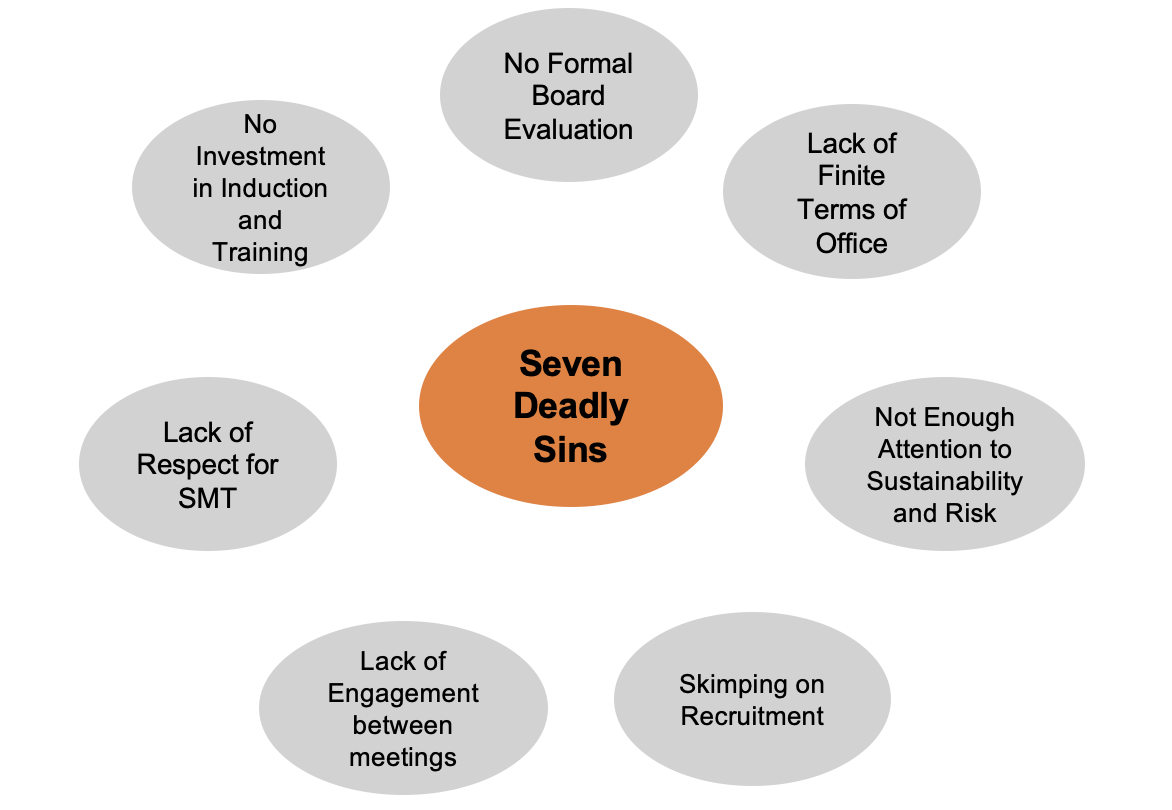 No Formal
Board
Evaluation
Lack of
Finite
Terms of
Office
Not Enough
Attention to
Sustainability
and Risk
Skimping on
Recruitment
Lack of
Engagement
between
meetings
Lack of
Respect for
SMT
No
Investment
in Induction
and
Training
Seven
Deadly
Sins